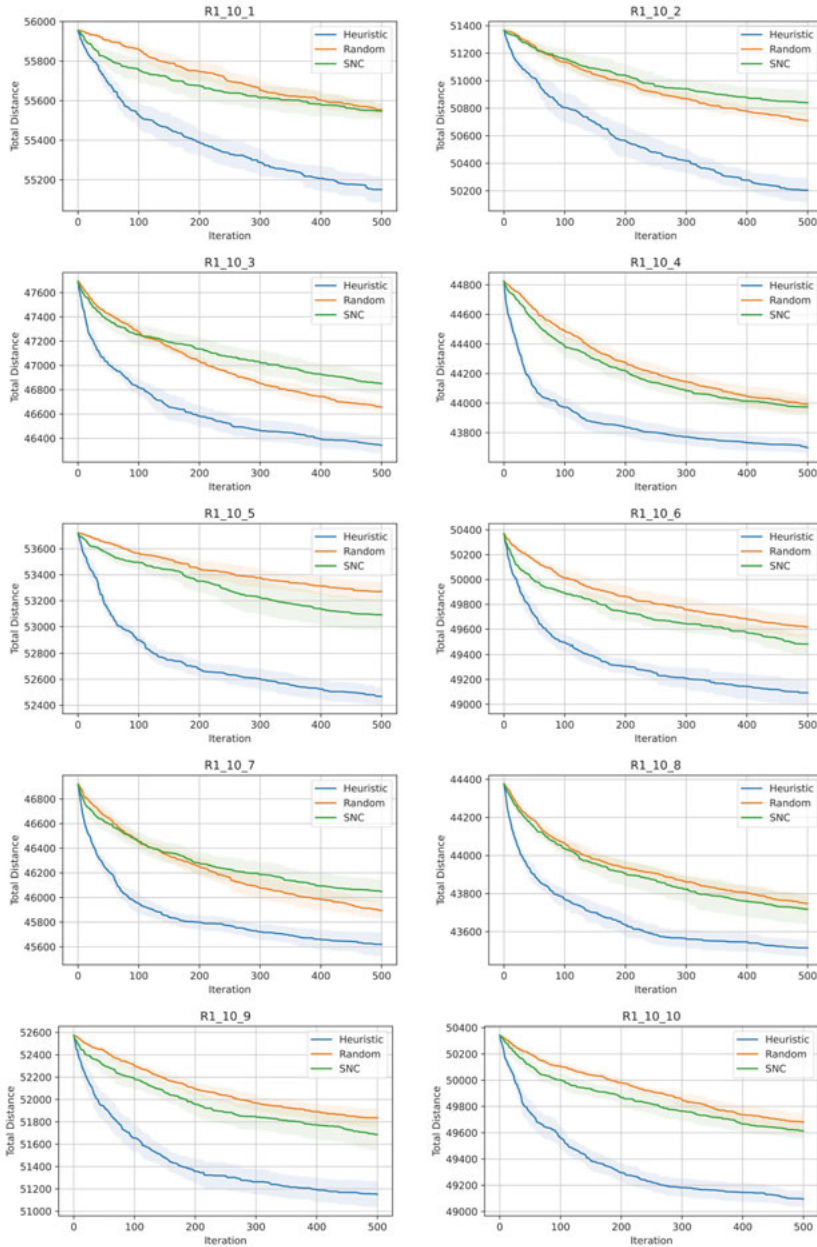 R1_10_1
56000
55800
55600
55400
55200
Total Distance
0 100 200 300 400 500
Iteration
Heuristic
Random
SNC
R1_10_2
51400
51200
51000
50800
50600
50400
50200
Total Distance
0 100 200 300 400 500
Iteration
Heuristic
Random
SNC
R1_10_3
47600
47400
47200
47000
46800
46600
46400
Total Distance
0 100 200 300 400 500
Iteration
Heuristic
Random
SNC
R1_10_4
44800
44600
44400
44200
44000
43800
Total Distance
0 100 200 300 400 500
Iteration
Heuristic
Random
SNC
R1_10_5
53600
53400
53200
53000
52800
52600
52400
Total Distance
0 100 200 300 400 500
Iteration
Heuristic
Random
SNC
R1_10_6
50400
50200
50000
49800
49600
49400
49200
49000
Total Distance
0 100 200 300 400 500
Iteration
Heuristic
Random
SNC
R1_10_7
46800
46600
46400
46200
46000
45800
45600
Total Distance
0 100 200 300 400 500
Iteration
Heuristic
Random
SNC
R1_10_8
44400
44200
44000
43800
43600
Total Distance
0 100 200 300 400 500
Iteration
Heuristic
Random
SNC
R1_10_9
52600
52400
52200
52000
51800
51600
51400
51200
51000
Total Distance
0 100 200 300 400 500
Iteration
Heuristic
Random
SNC
R1_10_10
50400
50200
50000
49800
49600
49400
49200
49000
Total Distance
0 100 200 300 400 500
Iteration
Heuristic
Random
SNC